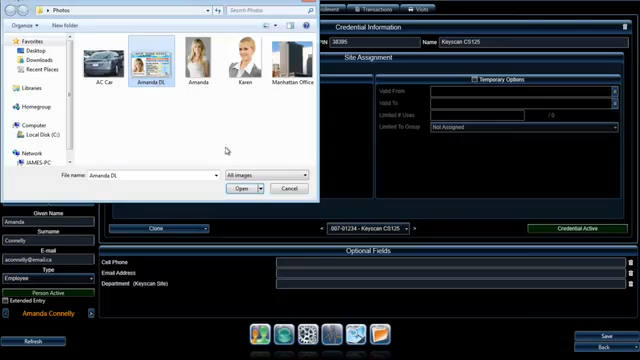 Photos
Search Photos
Organize
New folder
Favorites
Desktop
Downloads
Recent Places
Libraries
Homegroup
Computer
Local Disk (C:)
Network
JAMES-PC
AC Car
Amanda DL
Amanda
Karen
Manhattan Office
File name:
Amanda DL
All images
Open
Cancel
Transactions
Visits
Credential Information
PIN
38395
Name
Keyscan CS125
Site Assignment
Temporary Options
Valid From
Valid To
Limited # Uses
/ 0
Limited To Group
Not Assigned
Given Name
Amanda
Surname
Connelly
E-mail
aconnelly@email.ca
Type
Employee
Person Active
Extended Entry
< Amanda Connelly >
Refresh
Clone
<
007-01234 - Keyscan CS125
>
Credential Active
Optional Fields
Cell Phone
Email Address
Department (Keyscan Site)
Save
Back